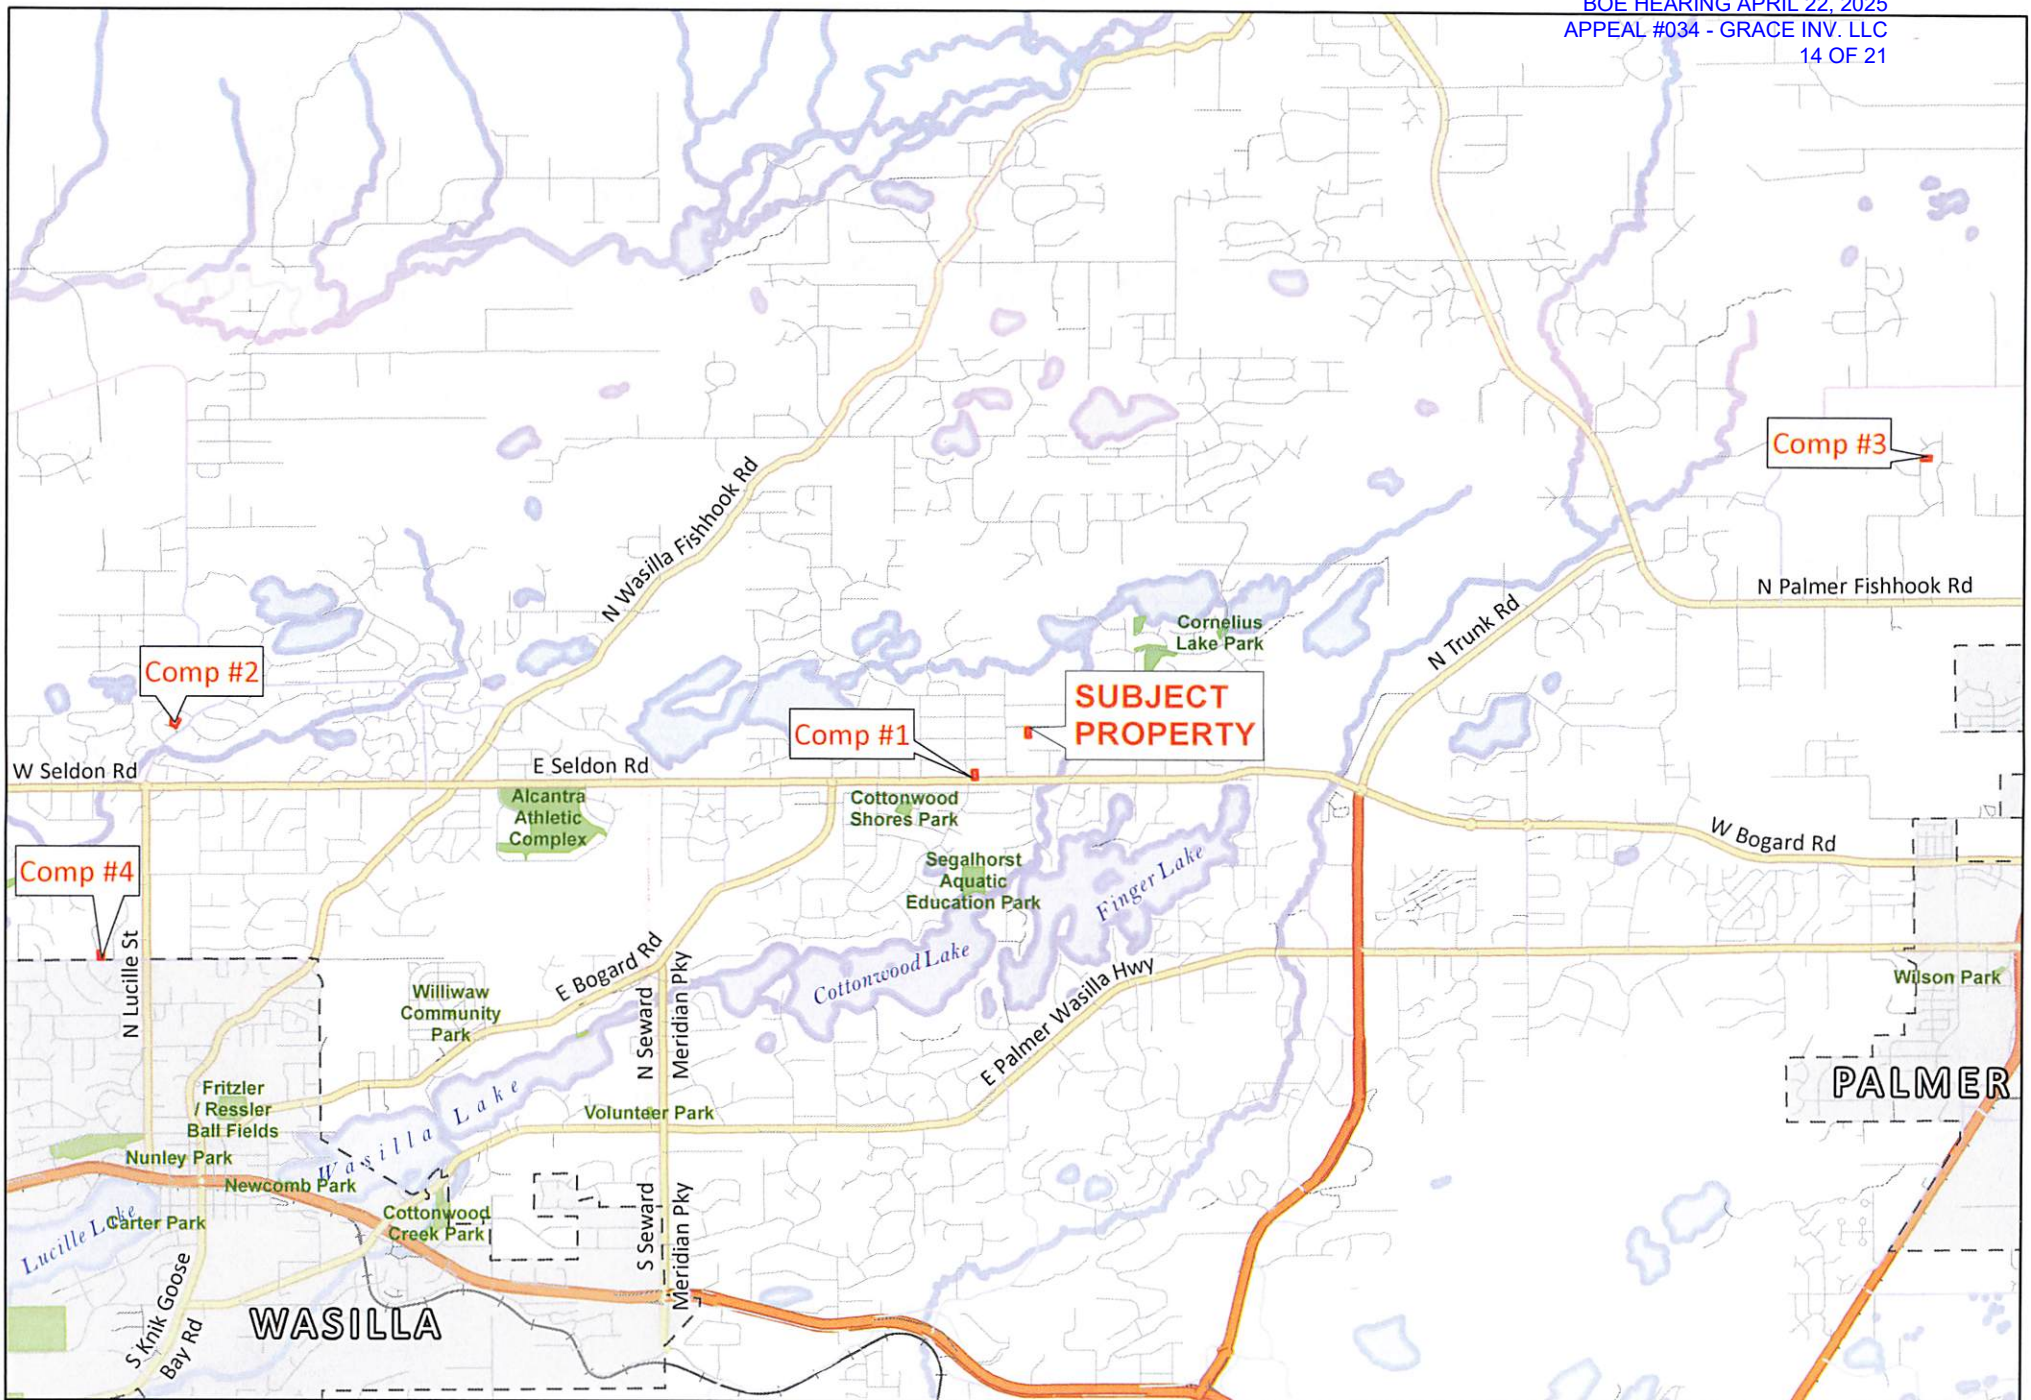 BOE HEARING APRIL 22, 2025
APPEAL #034 - GRACE INV. LLC
14 OF 21
Comp #3
N Wasilla Fishhook Rd
N Palmer Fishhook Rd
Cornelius
Lake Park
N Trunk Rd
Comp #2
SUBJECT
PROPERTY
Comp #1
W Seldon Rd
E Seldon Rd
Alcantra
Athletic
Complex
Cottonwood
Shores Park
W Bogard Rd
Comp #4
Segalhorst
Aquatic
Education Park
Finger Lake
N Lucille St
E Bogard Rd
Cottonwood Lake
Williwaw
Community
Park
N Seward
Meridian Pky
E Palmer Wasilla Hwy
Wilson Park
Fritzler
/ Ressler
Ball Fields
Wasilla Lake
Volunteer Park
PALMER
Nunley Park
Newcomb Park
Carter Park
Lucille Lake
Cottonwood
Creek Park
S Seward
Meridian Pky
S Knik Goose
Bay Rd
WASILLA